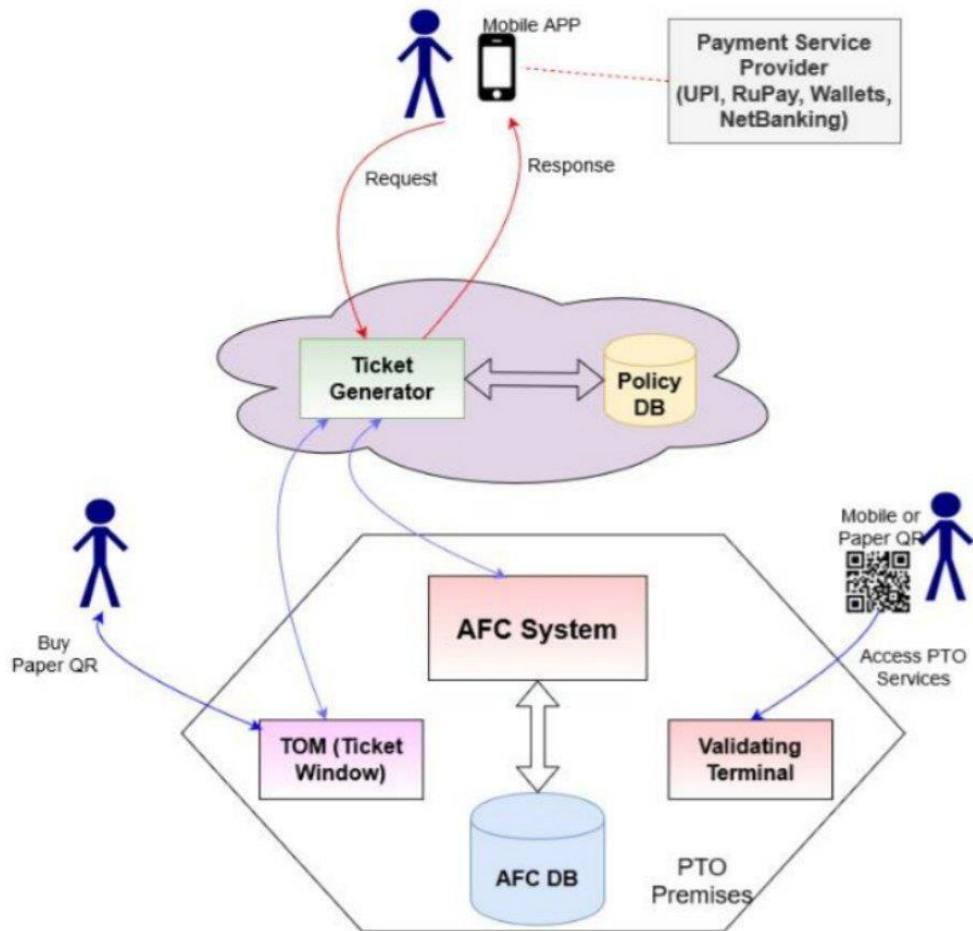 Mobile APP
Payment Service
Provider
(UPI, RuPay, Wallets,
NetBanking)
Request
Response
Ticket
Generator
Policy
DB
Mobile or
Paper QR
Buy
Paper QR
AFC System
Access PTO
Services
TOM (Ticket
Window)
Validating
Terminal
AFC DB
PTO
Premises